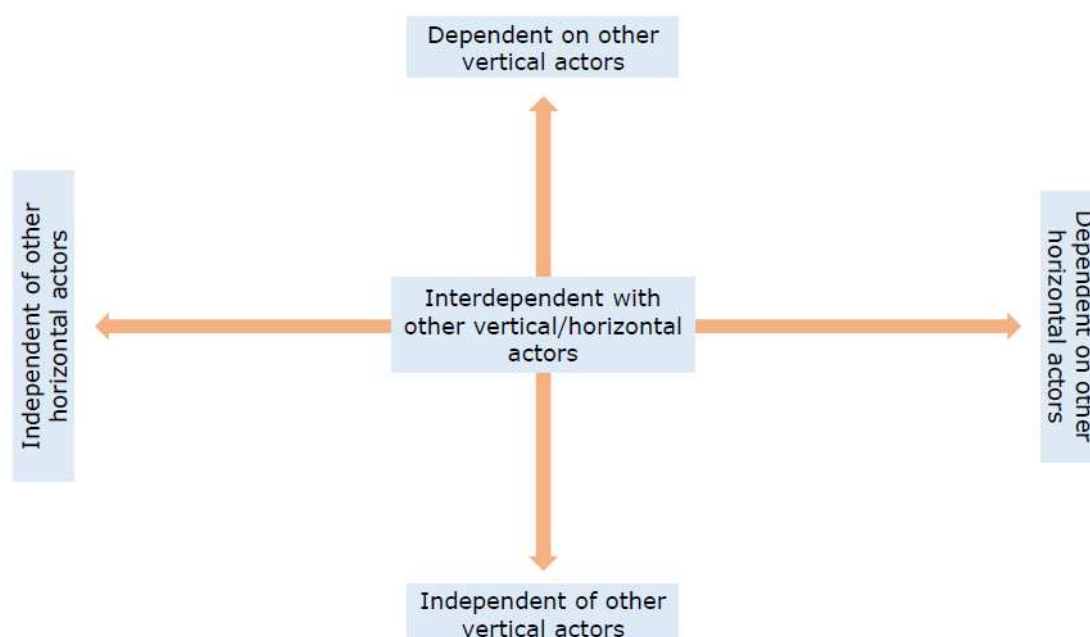 Dependent on other
vertical actors
Independent of other
horizontal actors
Interdependent with
other vertical/horizontal
actors
Dependent on other
horizontal actors
Independent of other
vertical actors